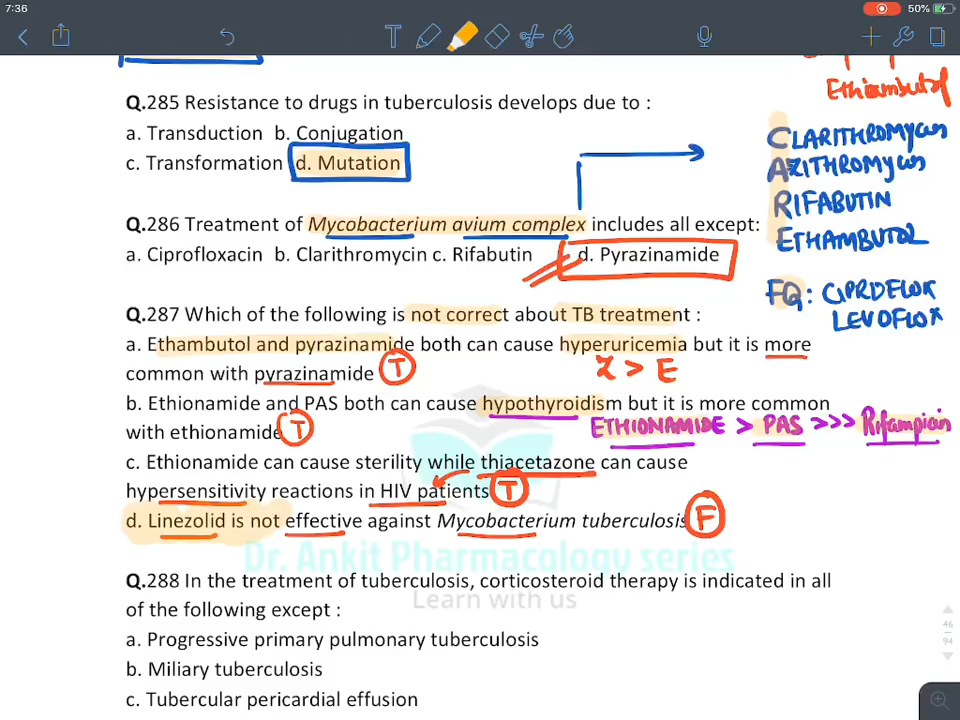 7:36
50%
T
Ethambutol
Q.285 Resistance to drugs in tuberculosis develops due to :
a. Transduction b. Conjugation
c. Transformation d. Mutation
CLARITHROMYCIN
AZITHROMYCIN
RIFABUTIN
ETHAMBUTOL
Q.286 Treatment of Mycobacterium avium complex includes all except:
a. Ciprofloxacin b. Clarithromycin c. Rifabutin d. Pyrazinamide
FQ: CIPROFLOX
LEVOFLOX
Q.287 Which of the following is not correct about TB treatment :
a. Ethambutol and pyrazinamide both can cause hyperuricemia but it is more
common with pyrazinamide T
Z > E
b. Ethionamide and PAS both can cause hypothyroidism but it is more common
with ethionamide T
ETHIONAMIDE > PAS >>> Rifampicin
c. Ethionamide can cause sterility while thiacetazone can cause
hypersensitivity reactions in HIV patients T
d. Linezolid is not effective against Mycobacterium tuberculosis F
Dr. Ankit Pharmacology series
Learn with us
Q.288 In the treatment of tuberculosis, corticosteroid therapy is indicated in all
of the following except :
a. Progressive primary pulmonary tuberculosis
b. Miliary tuberculosis
c. Tubercular pericardial effusion
46
94